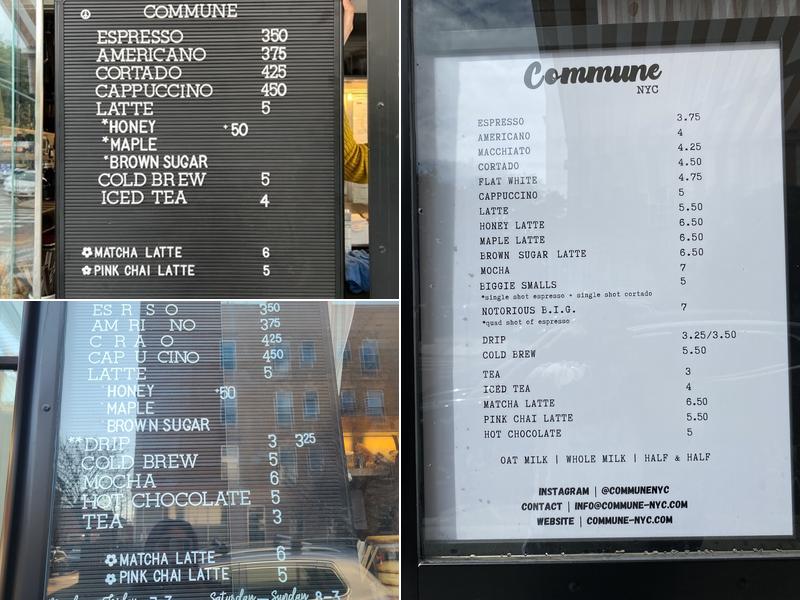 COMMUNE
ESPRESSO 350
AMERICANO 375
CORTADO 425
CAPPUCCINO 450
LATTE 5
*HONEY +50
*MAPLE
*BROWN SUGAR
COLD BREW 5
ICED TEA 4
MATCHA LATTE 6
PINK CHAI LATTE 5
ES R S O 350
AM RI NO 375
C R A O 425
CAP U CINO 450
LATTE 5
HONEY +50
MAPLE
BROWN SUGAR
**DRIP 3 325
COLD BREW 5
MOCHA 6
HOT CHOCOLATE 5
TEA 3
MATCHA LATTE 6
PINK CHAI LATTE 5
Saturday — Sunday 8-3
Commune
NYC
ESPRESSO 3.75
AMERICANO 4
MACCHIATO 4.25
CORTADO 4.50
FLAT WHITE 4.75
CAPPUCCINO 5
LATTE 5.50
HONEY LATTE 6.50
MAPLE LATTE 6.50
BROWN SUGAR LATTE 6.50
MOCHA 7
BIGGIE SMALLS 5
*single shot espresso + single shot cortado
NOTORIOUS B.I.G. 7
*quad shot of espresso
DRIP 3.25/3.50
COLD BREW 5.50
TEA 3
ICED TEA 4
MATCHA LATTE 6.50
PINK CHAI LATTE 5.50
HOT CHOCOLATE 5
OAT MILK | WHOLE MILK | HALF & HALF
INSTAGRAM | @COMMUNENYC
CONTACT | INFO@COMMUNE-NYC.COM
WEBSITE | COMMUNE-NYC.COM